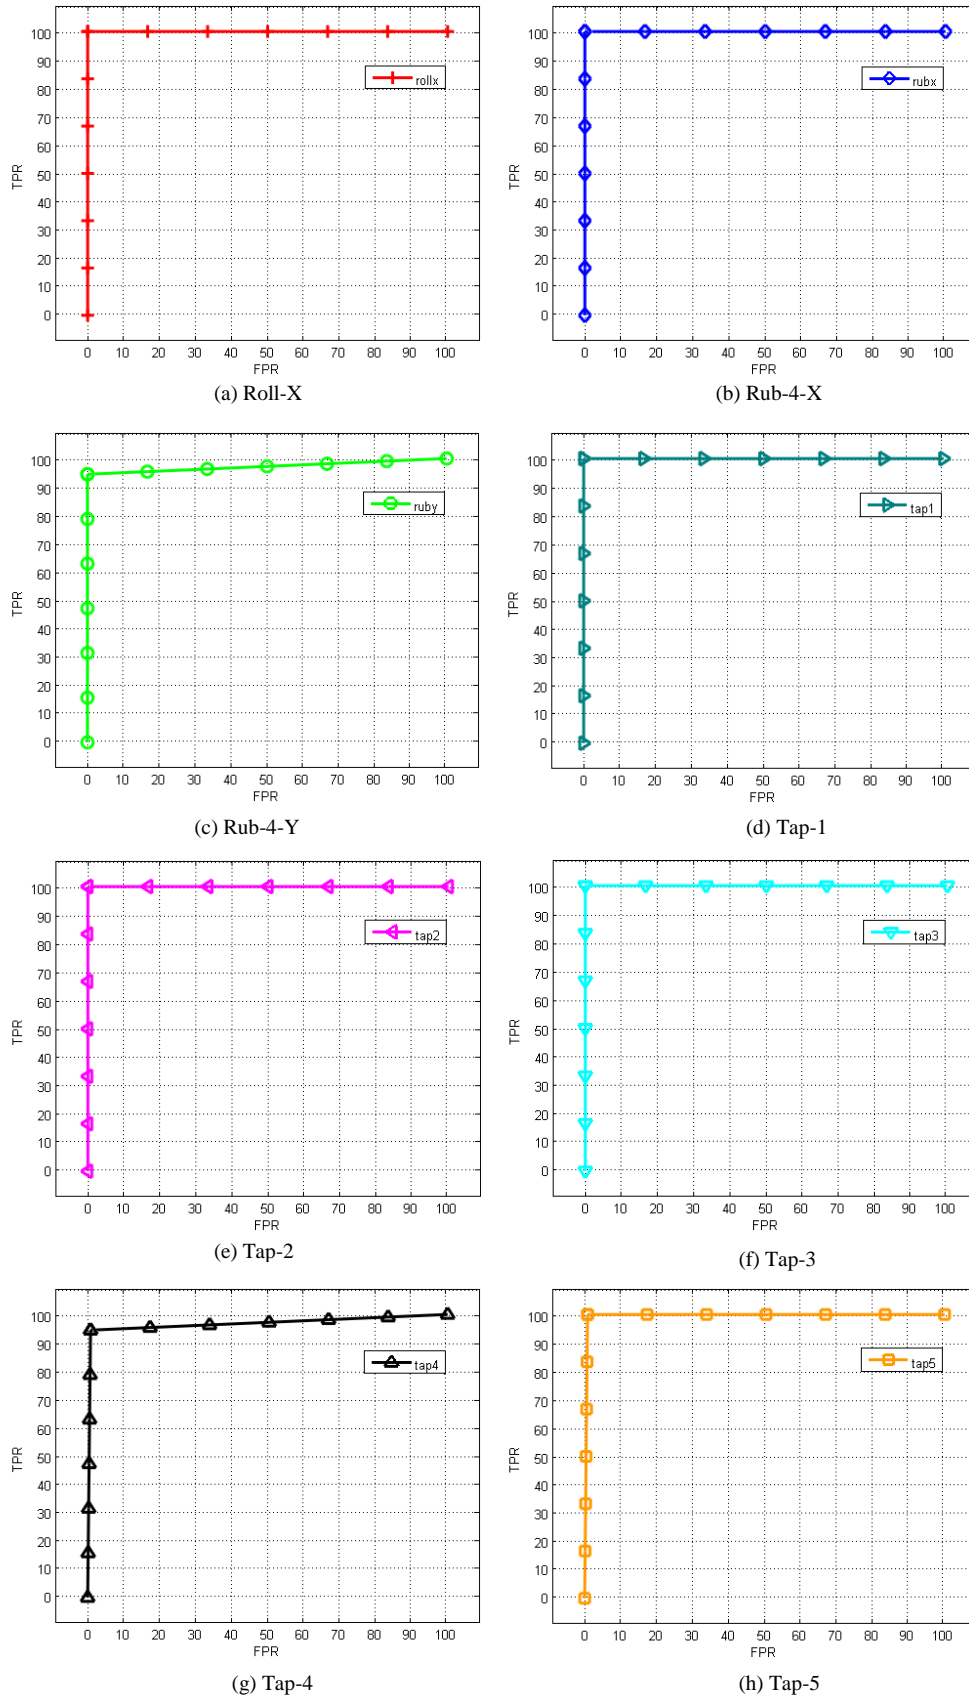 100
90
80
70
60
50
40
30
20
10
0
TPR
rollx
0 10 20 30 40 50 60 70 80 90 100
FPR
(a) Roll-X
100
90
80
70
60
50
40
30
20
10
0
TPR
rubx
0 10 20 30 40 50 60 70 80 90 100
FPR
(b) Rub-4-X
100
90
80
70
60
50
40
30
20
10
0
TPR
ruby
0 10 20 30 40 50 60 70 80 90 100
FPR
(c) Rub-4-Y
100
90
80
70
60
50
40
30
20
10
0
TPR
tap1
0 10 20 30 40 50 60 70 80 90 100
FPR
(d) Tap-1
100
90
80
70
60
50
40
30
20
10
0
TPR
tap2
0 10 20 30 40 50 60 70 80 90 100
FPR
(e) Tap-2
100
90
80
70
60
50
40
30
20
10
0
TPR
tap3
0 10 20 30 40 50 60 70 80 90 100
FPR
(f) Tap-3
100
90
80
70
60
50
40
30
20
10
0
TPR
tap4
0 10 20 30 40 50 60 70 80 90 100
FPR
(g) Tap-4
100
90
80
70
60
50
40
30
20
10
0
TPR
tap5
0 10 20 30 40 50 60 70 80 90 100
FPR
(h) Tap-5